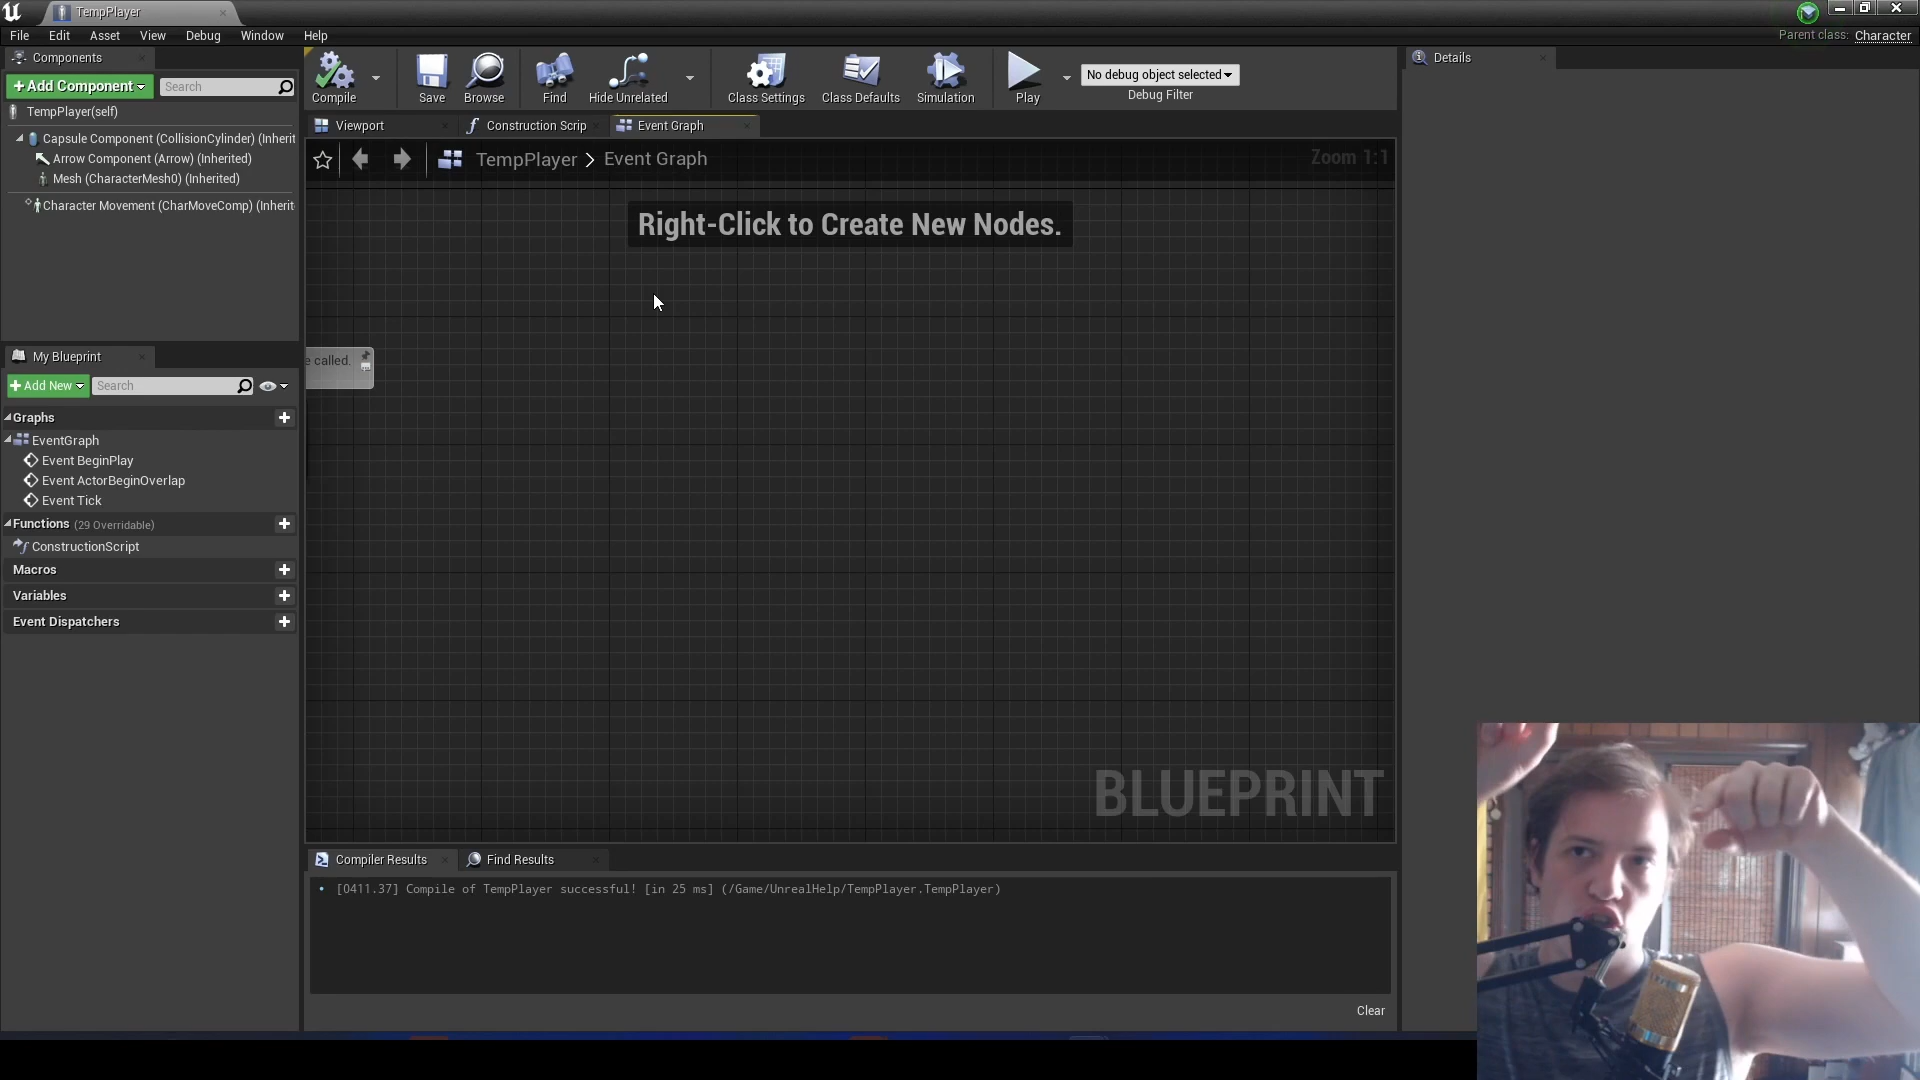 TempPlayer
File Edit Asset View Debug Window Help
Parent class: Character
Components
+ Add Component
Search
TempPlayer(self)
Capsule Component (CollisionCylinder) (Inherit
Arrow Component (Arrow) (Inherited)
Mesh (CharacterMesh0) (Inherited)
Character Movement (CharMoveComp) (Inherit
My Blueprint
+ Add New
Search
Graphs
EventGraph
Event BeginPlay
Event ActorBeginOverlap
Event Tick
Functions (29 Overridable)
ConstructionScript
Macros
Variables
Event Dispatchers
Compile
Save
Browse
Find
Hide Unrelated
Class Settings
Class Defaults
Simulation
Play
No debug object selected
Debug Filter
Viewport
Construction Scrip
Event Graph
TempPlayer > Event Graph
Zoom 1:1
Right-Click to Create New Nodes.
e called.
BLUEPRINT
Compiler Results
Find Results
[0411.37] Compile of TempPlayer successful! [in 25 ms] (/Game/UnrealHelp/TempPlayer.TempPlayer)
Clear
Details